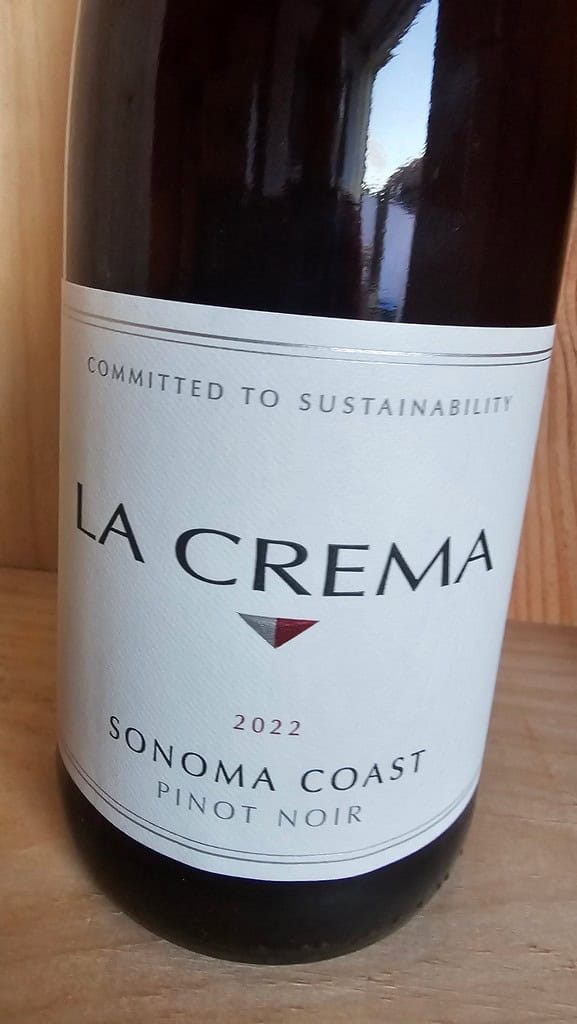 COMMITTED TO SUSTAINABILITY
LA CREMA
2022
SONOMA COAST
PINOT NOIR